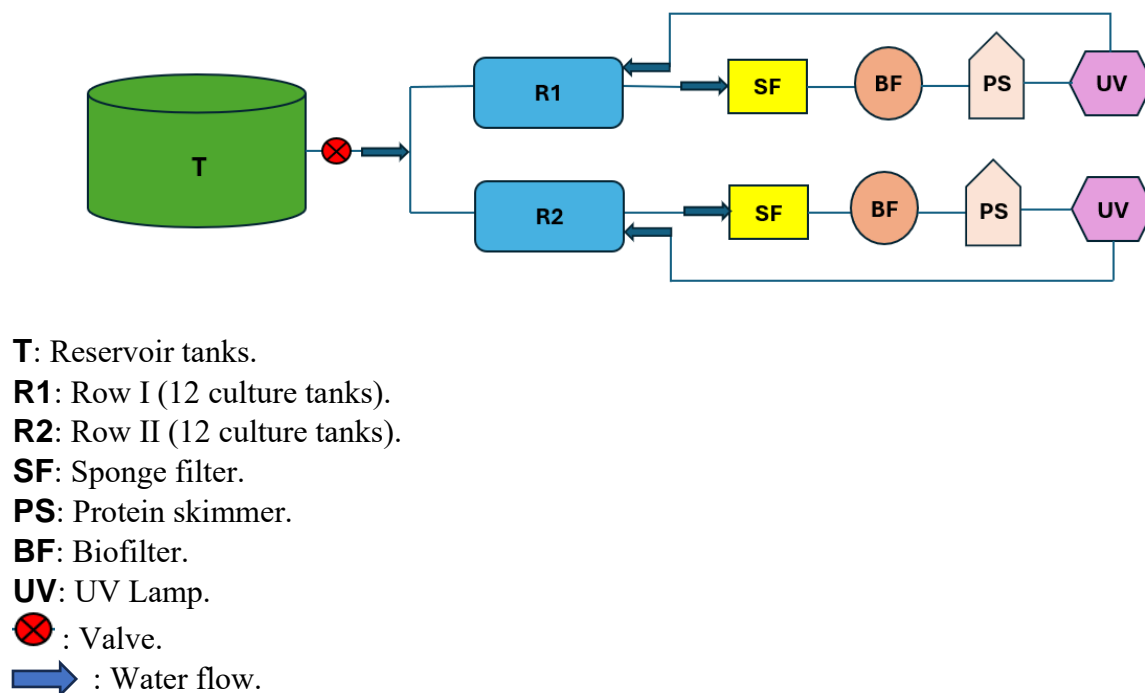 R1 SF BF PS UV
T
R2 SF BF PS UV
T: Reservoir tanks.
R1: Row I (12 culture tanks).
R2: Row II (12 culture tanks).
SF: Sponge filter.
PS: Protein skimmer.
BF: Biofilter.
UV: UV Lamp.
: Valve.
: Water flow.